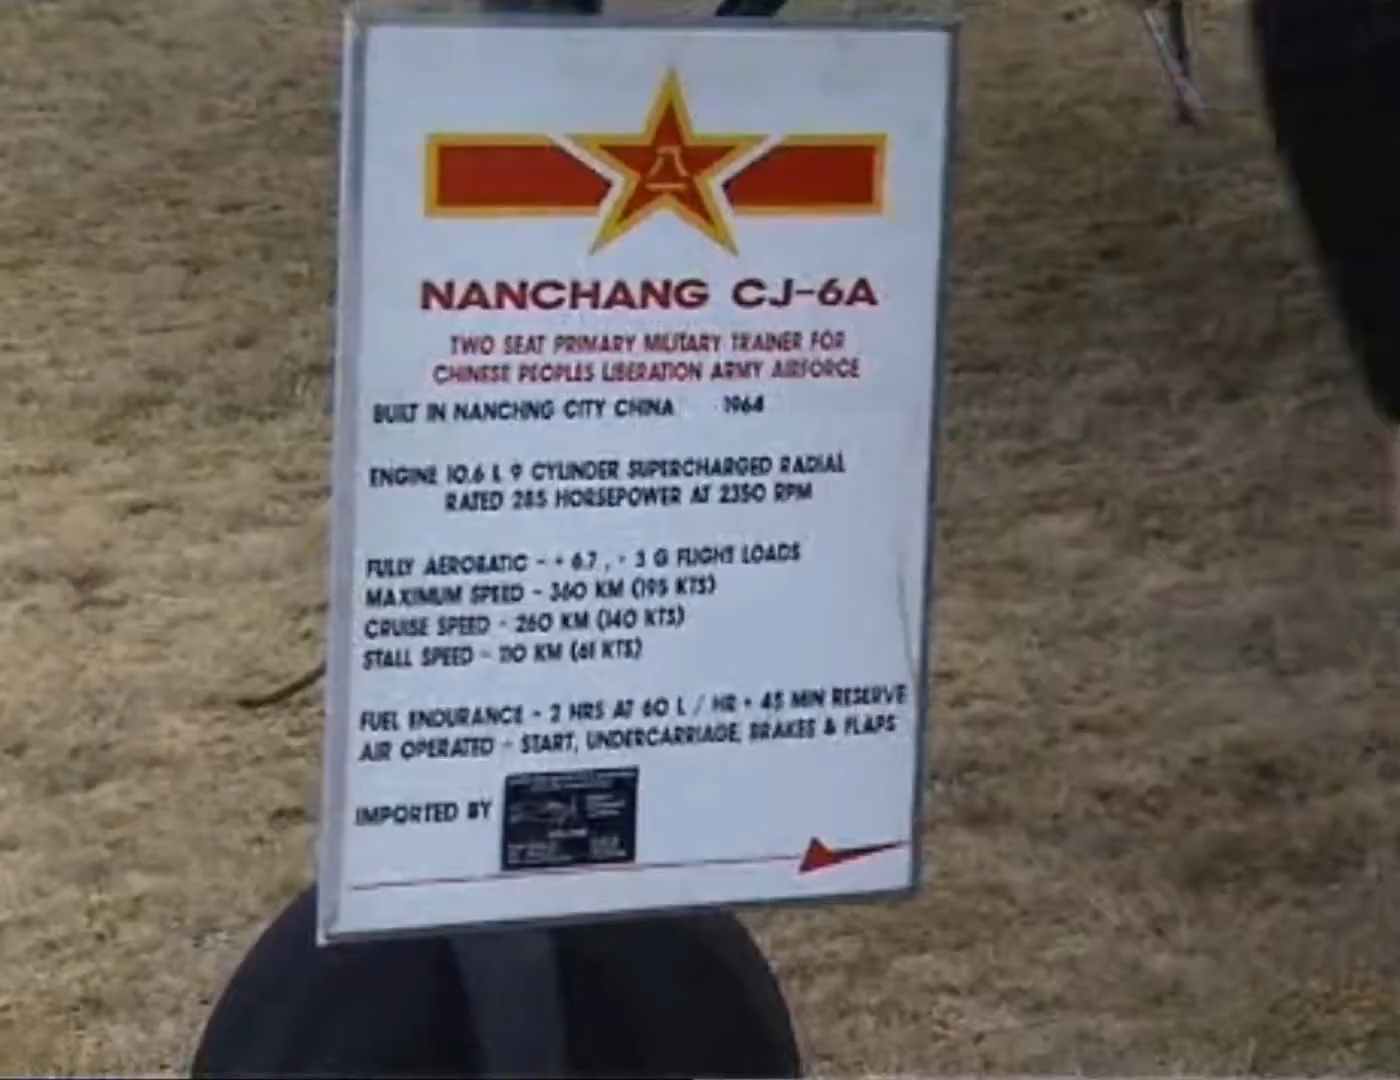 NANCHANG CJ-6A
TWO SEAT PRIMARY MILITARY TRAINER FOR
CHINESE PEOPLES LIBERATION ARMY AIRFORCE
BUILT IN NANCHNG CITY CHINA 1964
ENGINE 10.6 L 9 CYLINDER SUPERCHARGED RADIAL
RATED 285 HORSEPOWER AT 2350 RPM
FULLY AEROBATIC - + 6.7 , - 3 G FLIGHT LOADS
MAXIMUM SPEED - 360 KM (195 KTS)
CRUISE SPEED - 260 KM (140 KTS)
STALL SPEED - 110 KM (61 KTS)
FUEL ENDURANCE - 2 HRS AT 60 L / HR + 45 MIN RESERVE
AIR OPERATED - START, UNDERCARRIAGE, BRAKES & FLAPS
IMPORTED BY